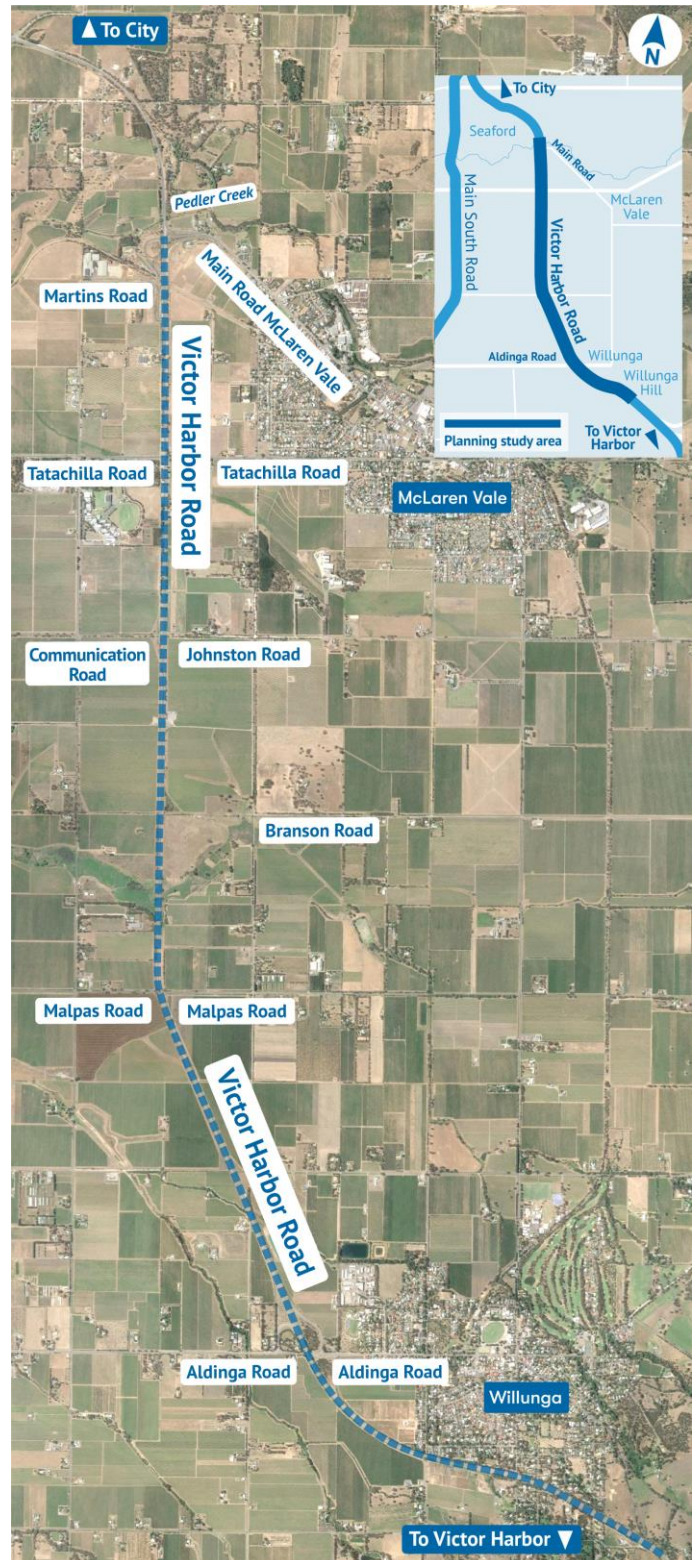 To City
N
To City
Seaford
Main Road
McLaren
Vale
Main South Road
Victor Harbor Road
Aldinga Road
Willunga
Willunga
Hill
To Victor
Harbor
Planning study area
Pedler Creek
Martins Road
Main Road McLaren Vale
Victor Harbor Road
Tatachilla Road
Tatachilla Road
McLaren Vale
Communication
Road
Johnston Road
Branson Road
Malpas Road
Malpas Road
Victor Harbor Road
Aldinga Road
Aldinga Road
Willunga
To Victor Harbor